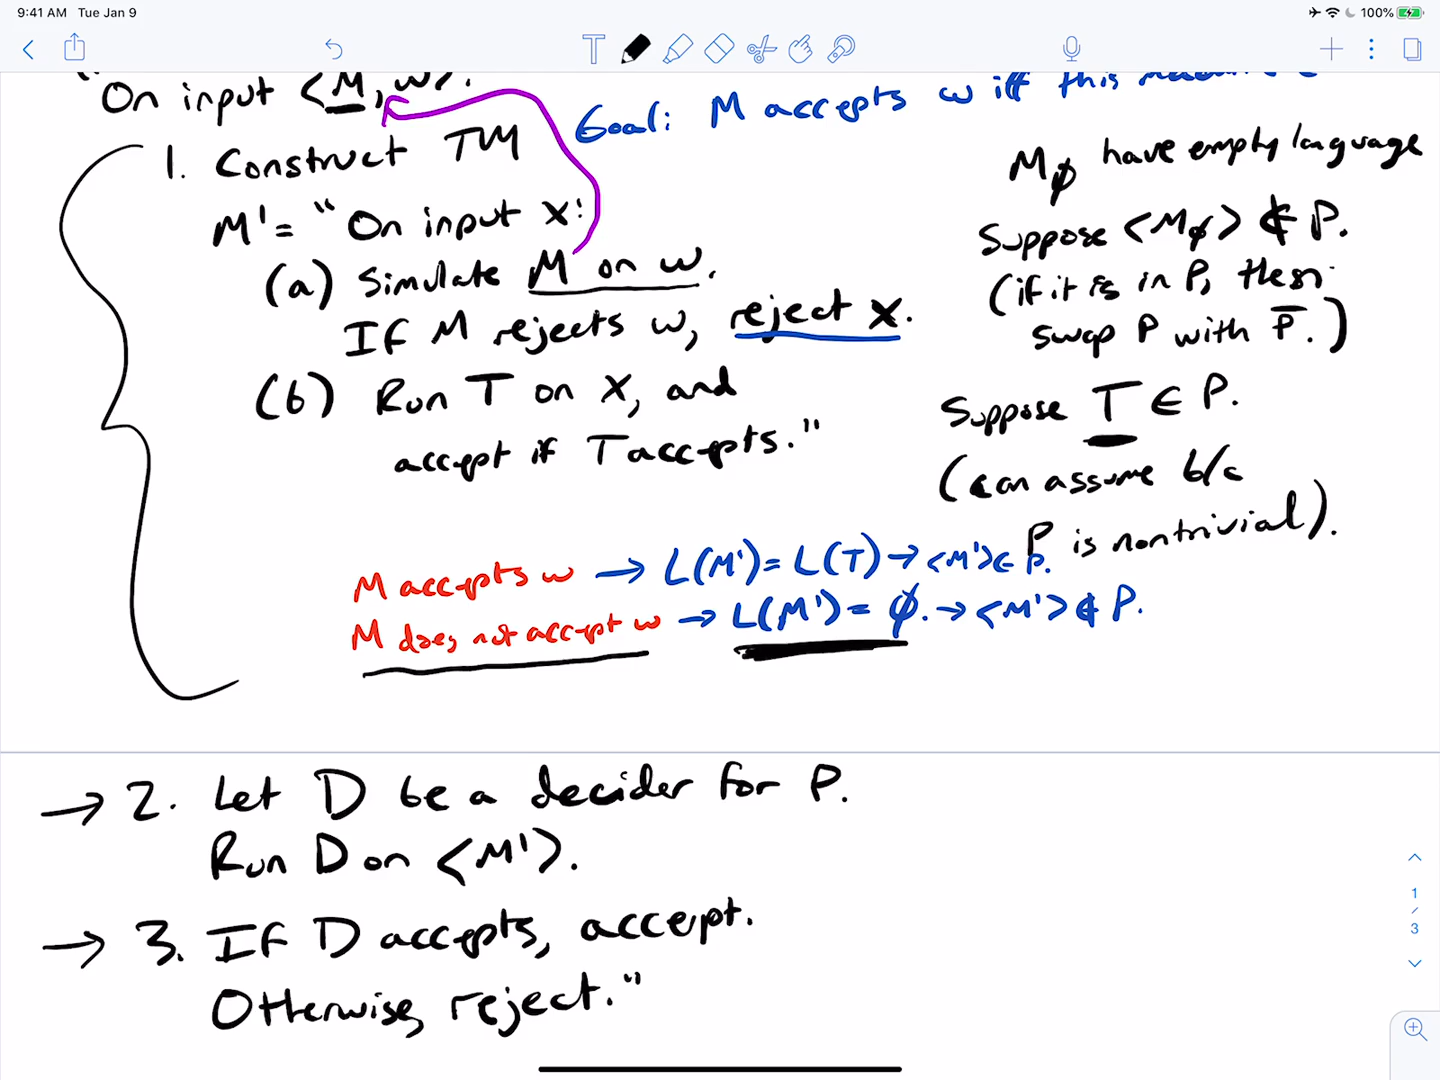 9:41 AM Tue Jan 9
100%
"On input <M, w>:
Goal: M accepts w iff this
1. Construct TM
M' = "On input x:
(a) Simulate M on w.
If M rejects w, reject x.
(b) Run T on x, and
accept if T accepts."
M∅ have empty language
Suppose <M∅> ∉ P.
(if it is in P, then
swap P with P̅.)
Suppose T ∈ P.
(can assume b/c
P is nontrivial).
M accepts w → L(M') = L(T) → <M'> ∈ P.
M does not accept w → L(M') = ∅. → <M'> ∉ P.
→ 2. Let D be a decider for P.
Run D on <M'>.
→ 3. If D accepts, accept.
Otherwise, reject."
1
/
3